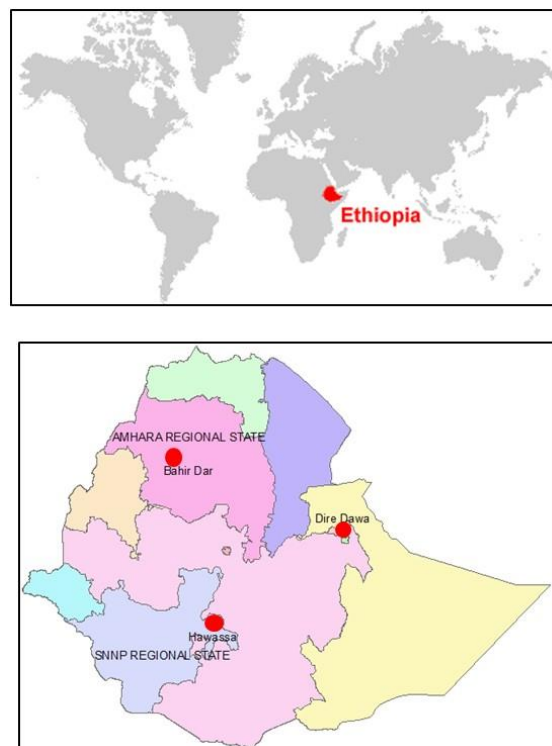 Ethiopia
AMHARA REGIONAL STATE
Bahir Dar
Dire Dawa
Hawassa
SNNP REGIONAL STATE